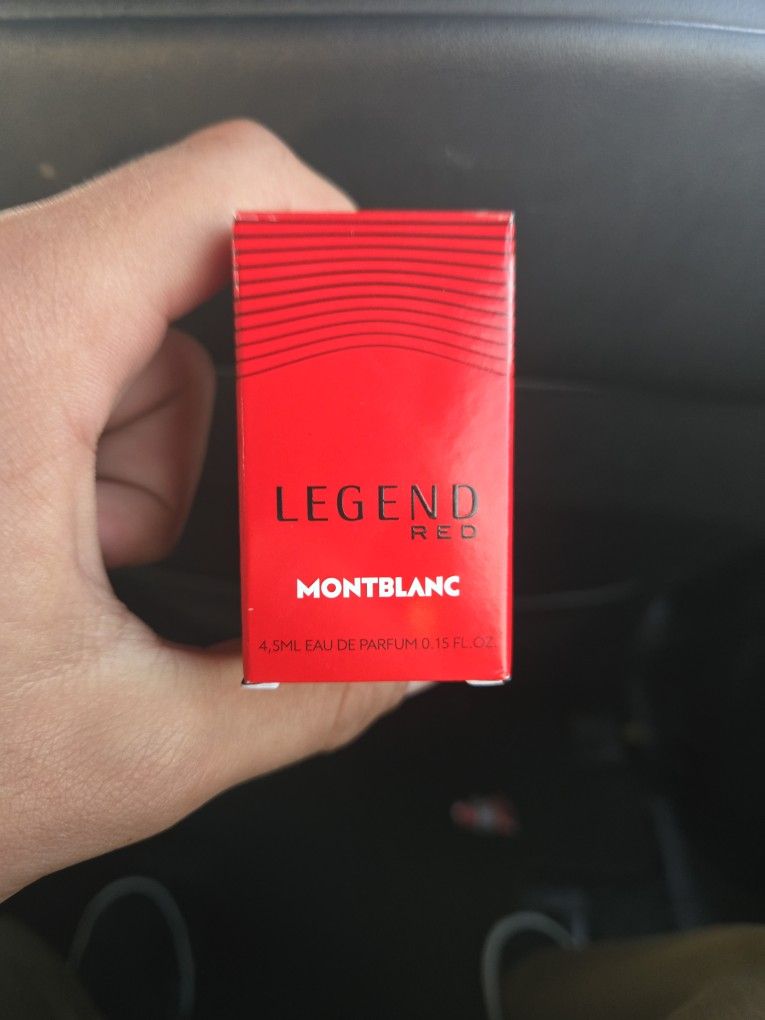 LEGEND
RED
MONTBLANC
4,5ML EAU DE PARFUM 0.15 FL.OZ.